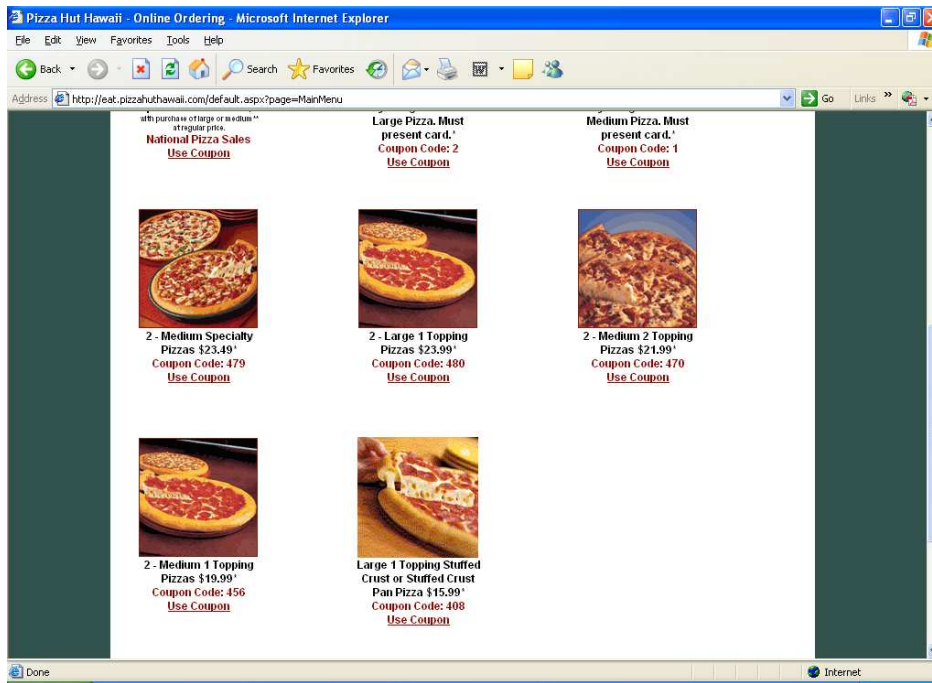 Pizza Hut Hawaii - Online Ordering - Microsoft Internet Explorer
File Edit View Favorites Tools Help
Back Search Favorites
Address http://eat.pizzahuthawaii.com/default.aspx?page=MainMenu Go Links »
with purchase of large or medium **
at regular price.
National Pizza Sales
Use Coupon
Large Pizza. Must
present card.*
Coupon Code: 2
Use Coupon
Medium Pizza. Must
present card.*
Coupon Code: 1
Use Coupon
2 - Medium Specialty
Pizzas $23.49*
Coupon Code: 479
Use Coupon
2 - Large 1 Topping
Pizzas $23.99*
Coupon Code: 480
Use Coupon
2 - Medium 2 Topping
Pizzas $21.99*
Coupon Code: 470
Use Coupon
2 - Medium 1 Topping
Pizzas $19.99*
Coupon Code: 456
Use Coupon
Large 1 Topping Stuffed
Crust or Stuffed Crust
Pan Pizza $15.99*
Coupon Code: 408
Use Coupon
Done Internet